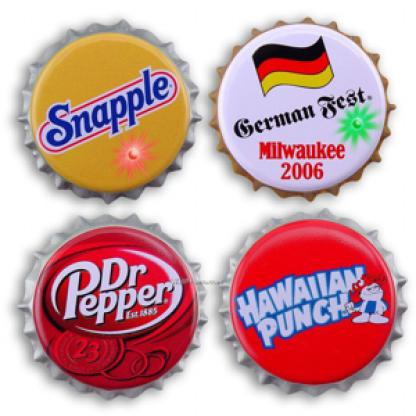 Snapple®
German Fest®
Milwaukee
2006
Dr
Pepper
Est. 1885
23
HAWAIIAN
PUNCH